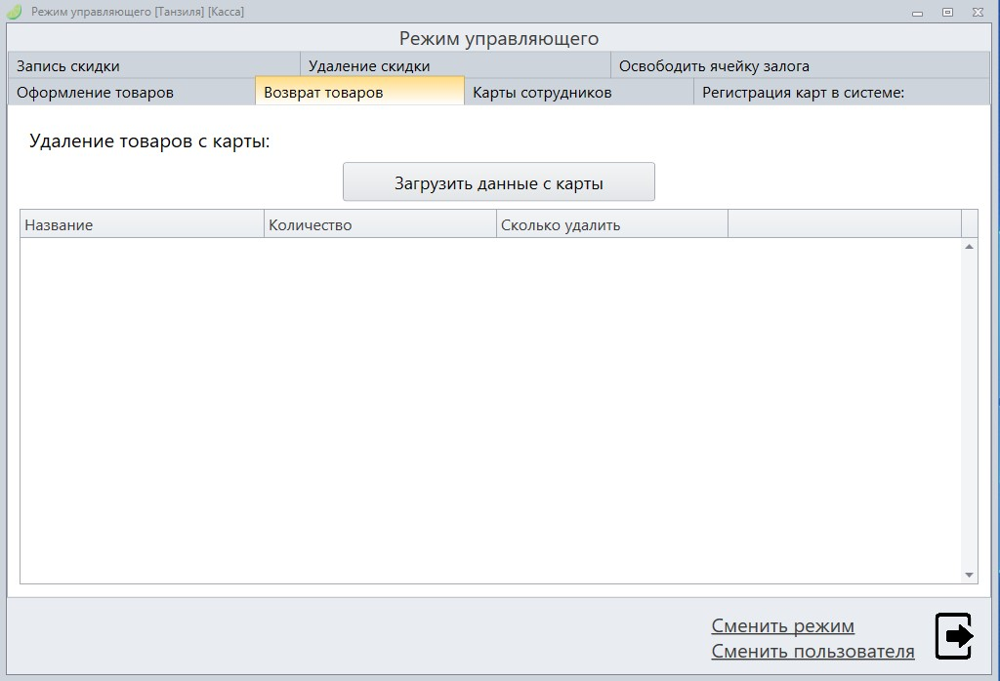 Режим управляющего [Танзиля] [Касса]
Режим управляющего
Запись скидки Удаление скидки Освободить ячейку залога
Оформление товаров Возврат товаров Карты сотрудников Регистрация карт в системе:
Удаление товаров с карты:
Загрузить данные с карты
Название Количество Сколько удалить
Сменить режим
Сменить пользователя